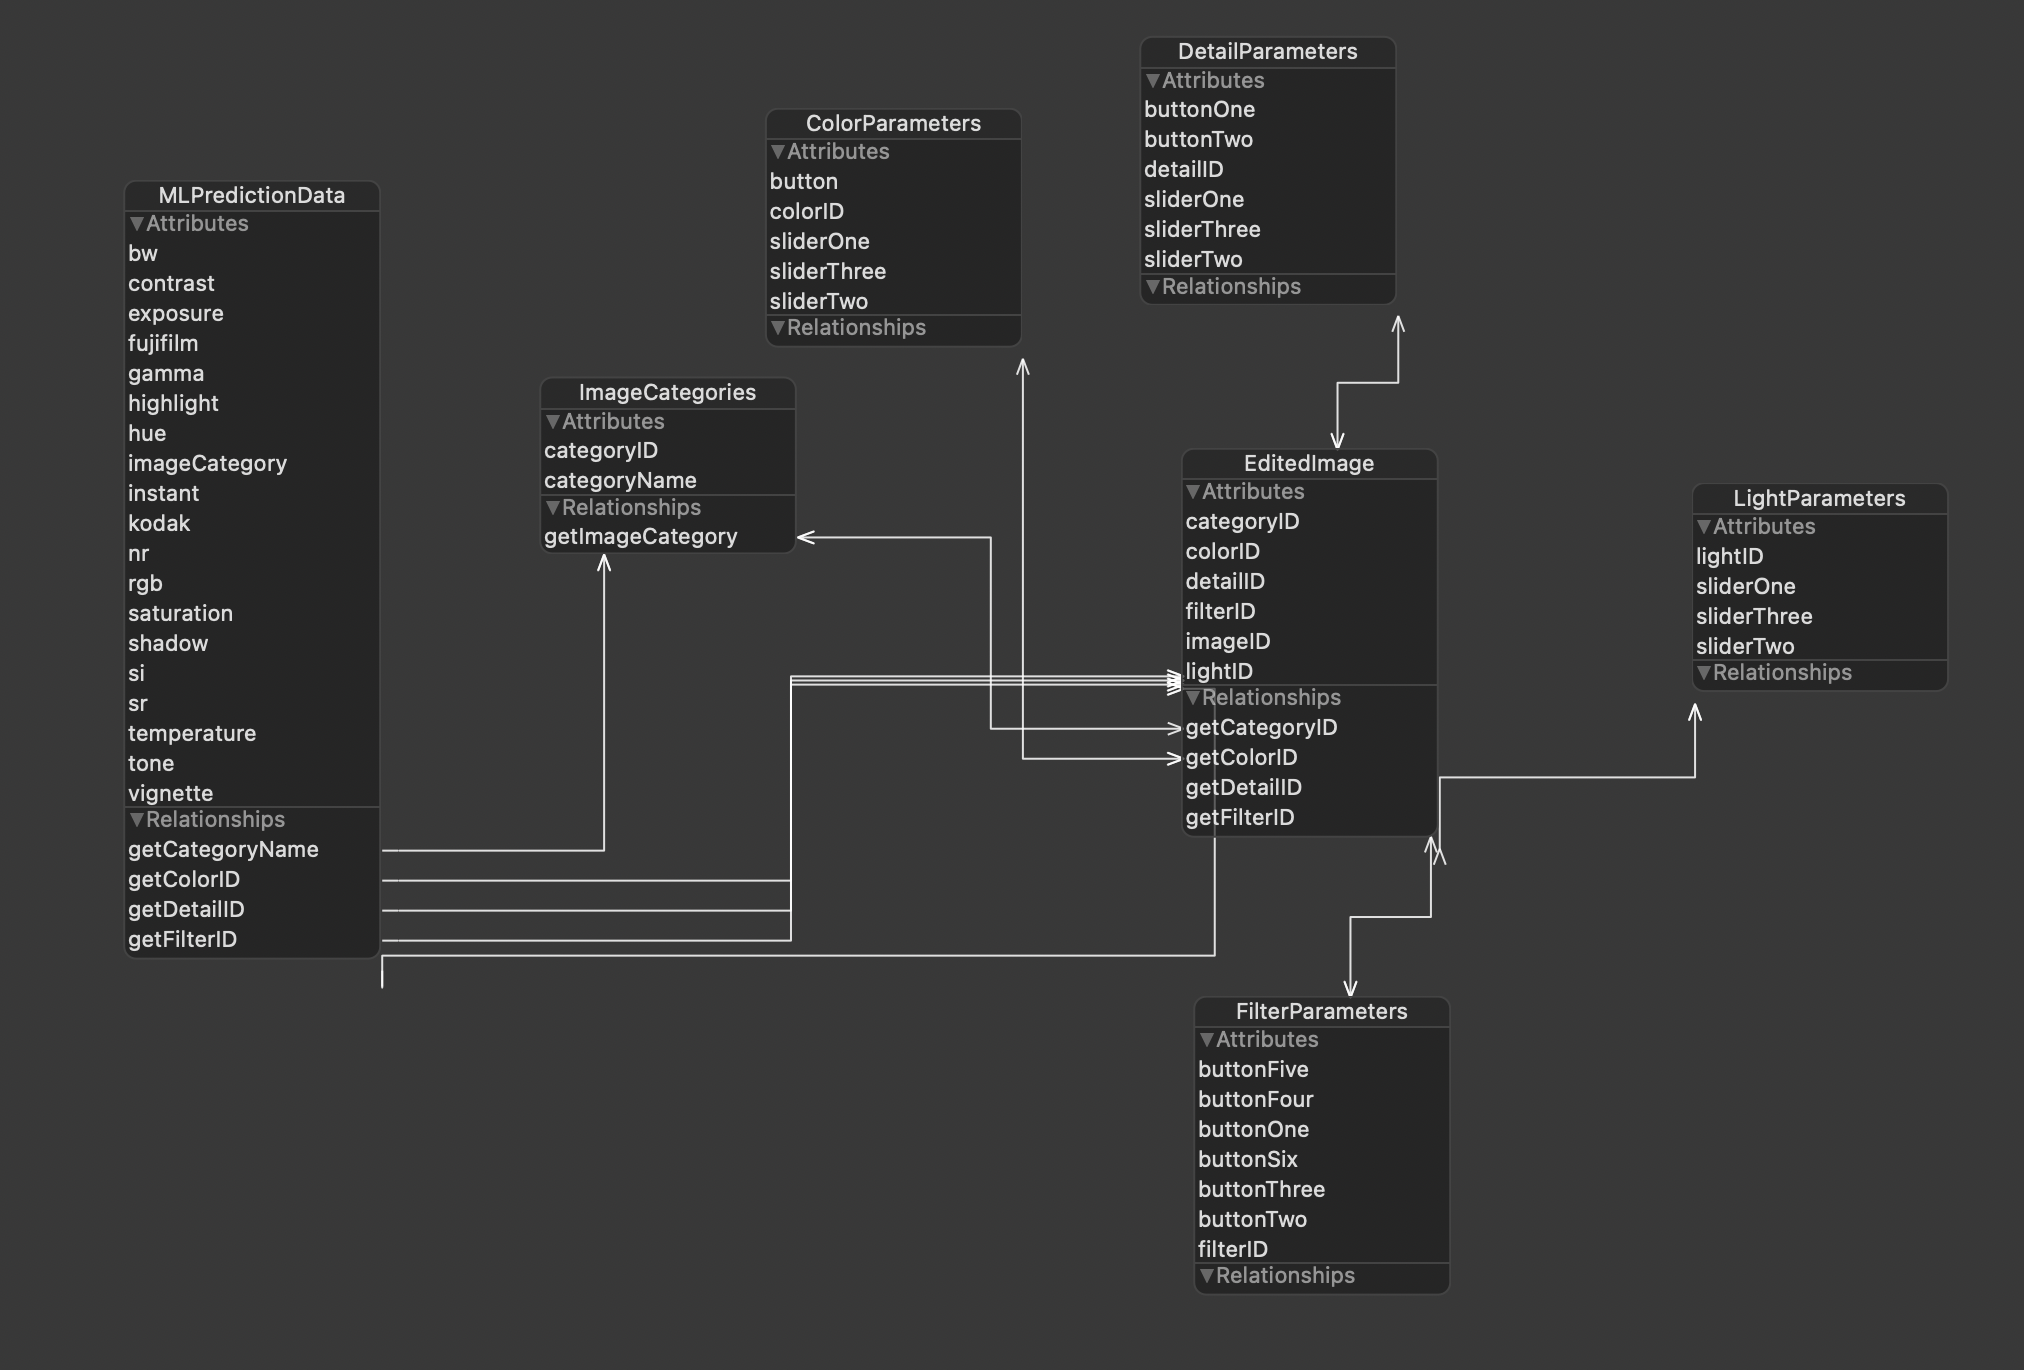 MLPredictionData
Attributes
bw
contrast
exposure
fujifilm
gamma
highlight
hue
imageCategory
instant
kodak
nr
rgb
saturation
shadow
si
sr
temperature
tone
vignette
Relationships
getCategoryName
getColorID
getDetailID
getFilterID
ImageCategories
Attributes
categoryID
categoryName
Relationships
getImageCategory
ColorParameters
Attributes
button
colorID
sliderOne
sliderThree
sliderTwo
Relationships
DetailParameters
Attributes
buttonOne
buttonTwo
detailID
sliderOne
sliderThree
sliderTwo
Relationships
EditedImage
Attributes
categoryID
colorID
detailID
filterID
imageID
lightID
Relationships
getCategoryID
getColorID
getDetailID
getFilterID
LightParameters
Attributes
lightID
sliderOne
sliderThree
sliderTwo
Relationships
FilterParameters
Attributes
buttonFive
buttonFour
buttonOne
buttonSix
buttonThree
buttonTwo
filterID
Relationships